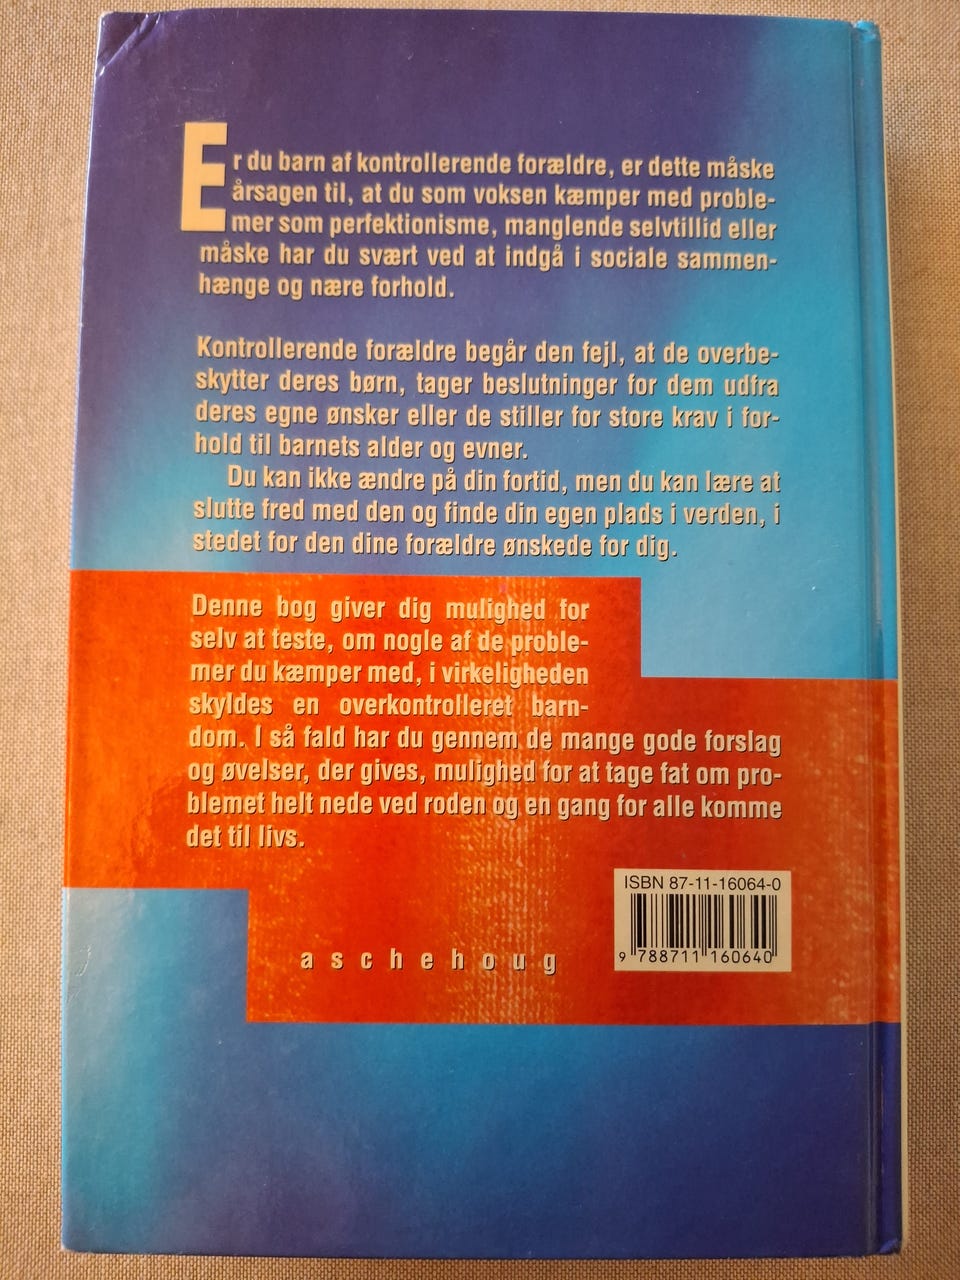 Er du barn af kontrollerende forældre, er dette måske
årsagen til, at du som voksen kæmper med proble-
mer som perfektionisme, manglende selvtillid eller
måske har du svært ved at indgå i sociale sammen-
hænge og nære forhold.
Kontrollerende forældre begår den fejl, at de overbe-
skytter deres børn, tager beslutninger for dem udfra
deres egne ønsker eller de stiller for store krav i for-
hold til barnets alder og evner.
Du kan ikke ændre på din fortid, men du kan lære at
slutte fred med den og finde din egen plads i verden, i
stedet for den dine forældre ønskede for dig.
Denne bog giver dig mulighed for
selv at teste, om nogle af de proble-
mer du kæmper med, i virkeligheden
skyldes en overkontrolleret barn-
dom. I så fald har du gennem de mange gode forslag
og øvelser, der gives, mulighed for at tage fat om pro-
blemet helt nede ved roden og en gang for alle komme
det til livs.
ISBN 87-11-16064-0
9 788711 160640
aschehoug